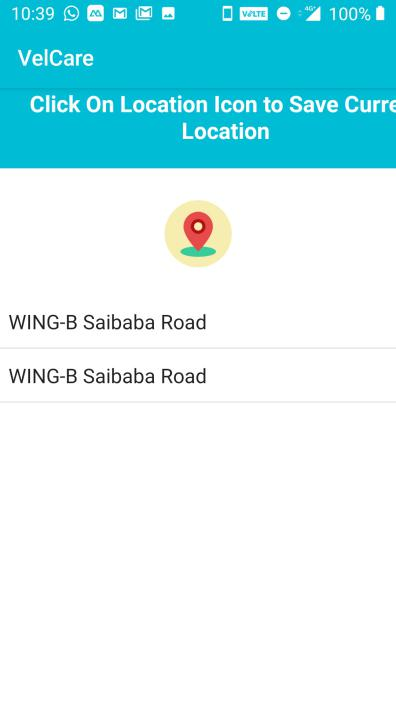 10:39 VoLTE 4G+ 100%
VelCare
Click On Location Icon to Save Curre
Location
WING-B Saibaba Road
WING-B Saibaba Road